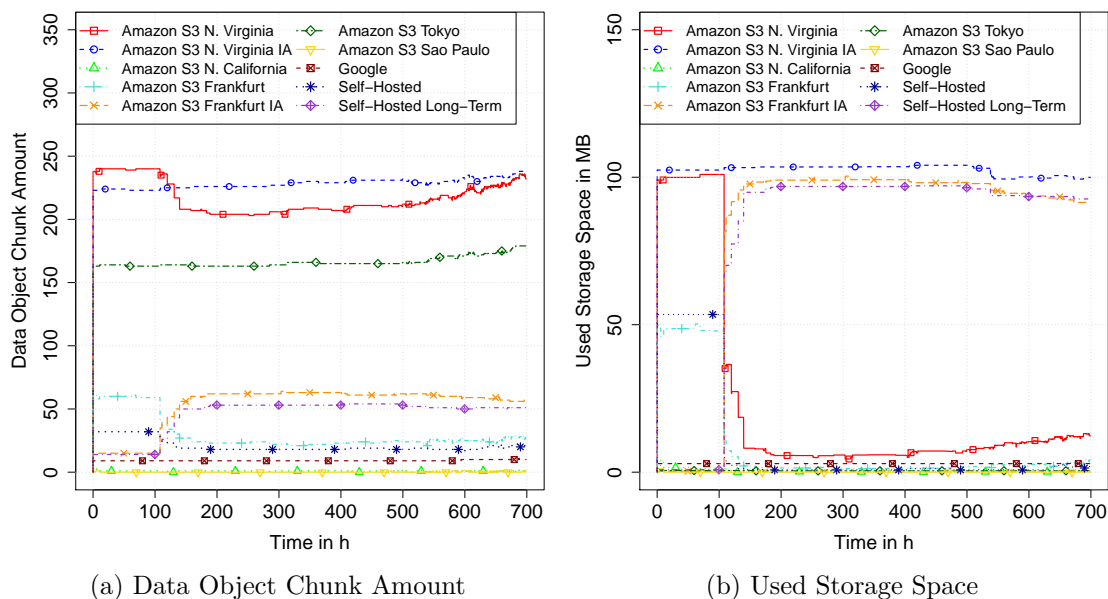 350
300
250
200
150
100
50
0
Data Object Chunk Amount
Amazon S3 N. Virginia
Amazon S3 N. Virginia IA
Amazon S3 N. California
Amazon S3 Frankfurt
Amazon S3 Frankfurt IA
Amazon S3 Tokyo
Amazon S3 Sao Paulo
Google
Self−Hosted
Self−Hosted Long−Term
0 100 200 300 400 500 600 700
Time in h
(a) Data Object Chunk Amount
150
100
50
0
Used Storage Space in MB
Amazon S3 N. Virginia
Amazon S3 N. Virginia IA
Amazon S3 N. California
Amazon S3 Frankfurt
Amazon S3 Frankfurt IA
Amazon S3 Tokyo
Amazon S3 Sao Paulo
Google
Self−Hosted
Self−Hosted Long−Term
0 100 200 300 400 500 600 700
Time in h
(b) Used Storage Space